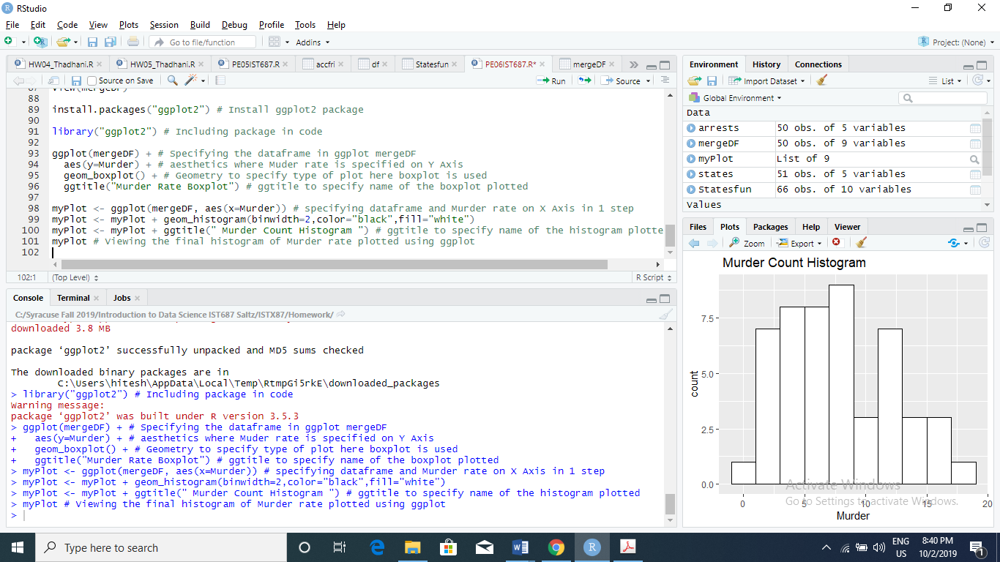 RStudio
File Edit Code View Plots Session Build Debug Profile Tools Help
Go to file/function Addins Project: (None)
HW04_Thadhani.R HW05_Thadhani.R PE05IST687.R accfri df Statesfun PE06IST687.R* mergeDF
Source on Save Run Source
87 View(mergeDF)
88
89 install.packages("ggplot2") # Install ggplot2 package
90
91 library("ggplot2") # Including package in code
92
93 ggplot(mergeDF) + # Specifying the dataframe in ggplot mergeDF
94 aes(y=Murder) + # aesthetics where Muder rate is specified on Y Axis
95 geom_boxplot() + # Geometry to specify type of plot here boxplot is used
96 ggtitle("Murder Rate Boxplot") # ggtitle to specify name of the boxplot plotted
97
98 myPlot <- ggplot(mergeDF, aes(x=Murder)) # specifying dataframe and Murder rate on X Axis in 1 step
99 myPlot <- myPlot + geom_histogram(binwidth=2,color="black",fill="white")
100 myPlot <- myPlot + ggtitle(" Murder Count Histogram ") # ggtitle to specify name of the histogram plotte
101 myPlot # Viewing the final histogram of Murder rate plotted using ggplot
102
102:1 (Top Level) R Script
Console Terminal Jobs
C:/Syracuse Fall 2019/Introduction to Data Science IST687 Saltz/ISTX87/Homework/
downloaded 3.8 MB
package ‘ggplot2’ successfully unpacked and MD5 sums checked
The downloaded binary packages are in
C:\Users\hitesh\AppData\Local\Temp\RtmpGi5rkE\downloaded_packages
> library("ggplot2") # Including package in code
Warning message:
package ‘ggplot2’ was built under R version 3.5.3
> ggplot(mergeDF) + # Specifying the dataframe in ggplot mergeDF
+ aes(y=Murder) + # aesthetics where Muder rate is specified on Y Axis
+ geom_boxplot() + # Geometry to specify type of plot here boxplot is used
+ ggtitle("Murder Rate Boxplot") # ggtitle to specify name of the boxplot plotted
> myPlot <- ggplot(mergeDF, aes(x=Murder)) # specifying dataframe and Murder rate on X Axis in 1 step
> myPlot <- myPlot + geom_histogram(binwidth=2,color="black",fill="white")
> myPlot <- myPlot + ggtitle(" Murder Count Histogram ") # ggtitle to specify name of the histogram plotted
> myPlot # Viewing the final histogram of Murder rate plotted using ggplot
>
Environment History Connections
Import Dataset List
Global Environment
Data
arrests 50 obs. of 5 variables
mergeDF 50 obs. of 9 variables
myPlot List of 9
states 51 obs. of 5 variables
Statesfun 66 obs. of 10 variables
Values
Files Plots Packages Help Viewer
Zoom Export
Murder Count Histogram
7.5
5.0
2.5
0.0
count
0 5 10 15 20
Murder
Activate Windows
Go to Settings to activate Windows.
Type here to search
ENG
US
8:40 PM
10/2/2019
1